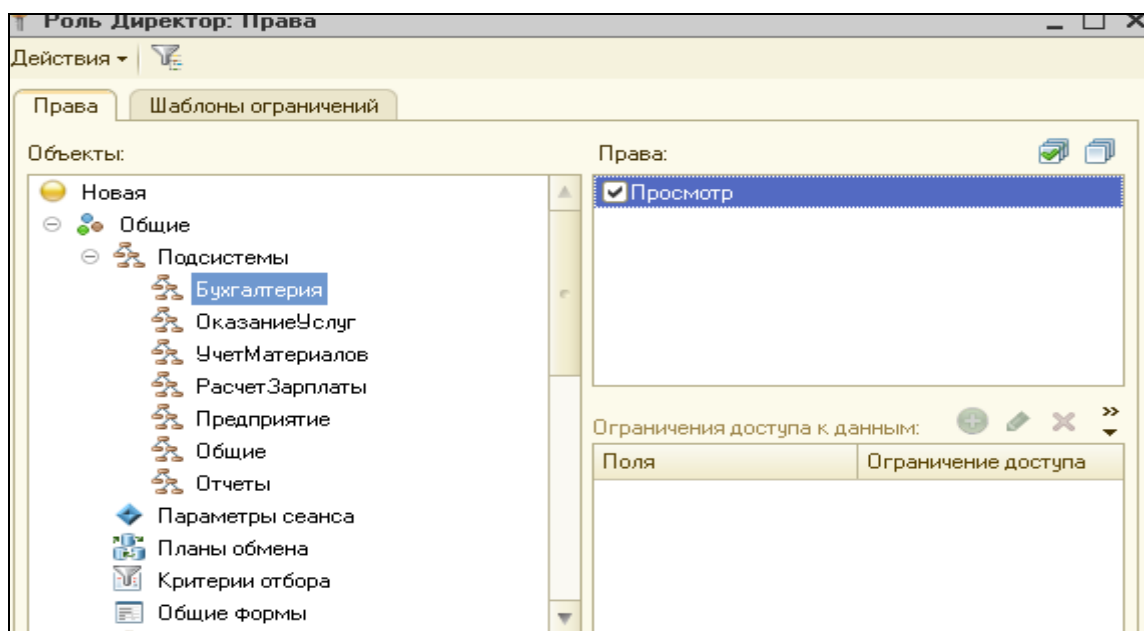 Роль Директор: Права
Действия
Права
Шаблоны ограничений
Объекты:
Новая
Общие
Подсистемы
Бухгалтерия
ОказаниеУслуг
УчетМатериалов
РасчетЗарплаты
Предприятие
Общие
Отчеты
Параметры сеанса
Планы обмена
Критерии отбора
Общие формы
Права:
Просмотр
Ограничения доступа к данным:
Поля
Ограничение доступа